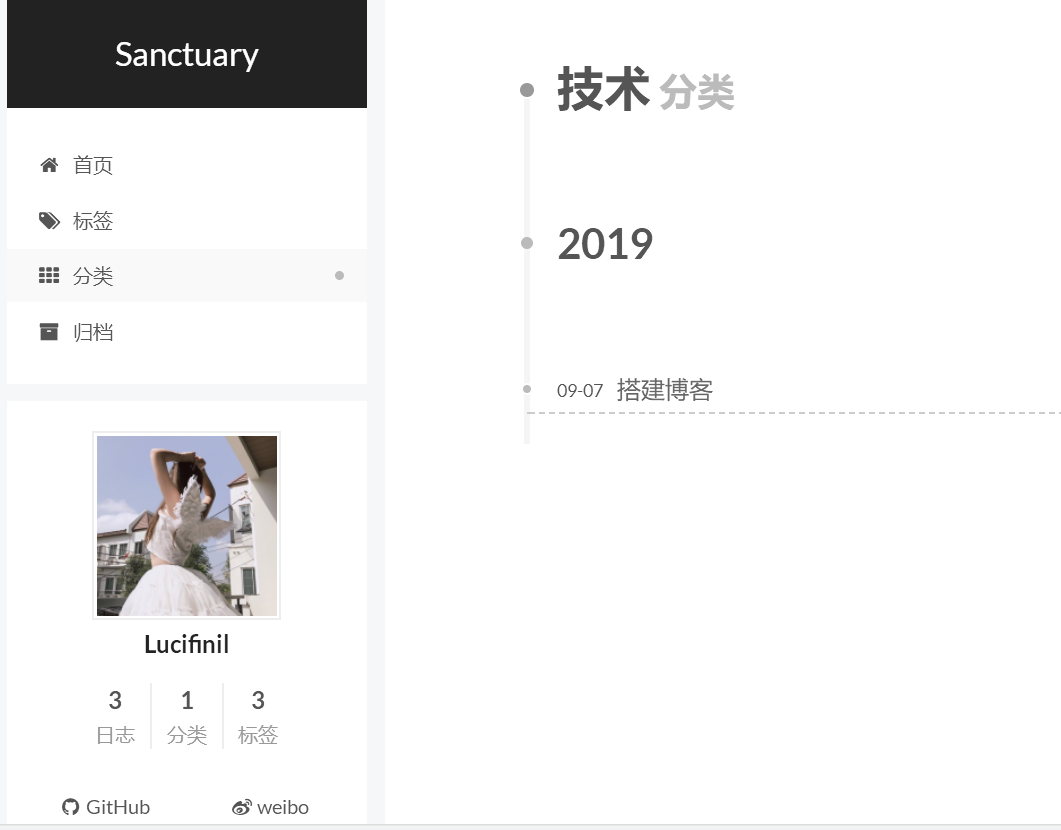 Sanctuary
首页
标签
分类
归档
Lucifinil
3 1 3
日志 分类 标签
GitHub weibo
技术 分类
2019
09-07 搭建博客